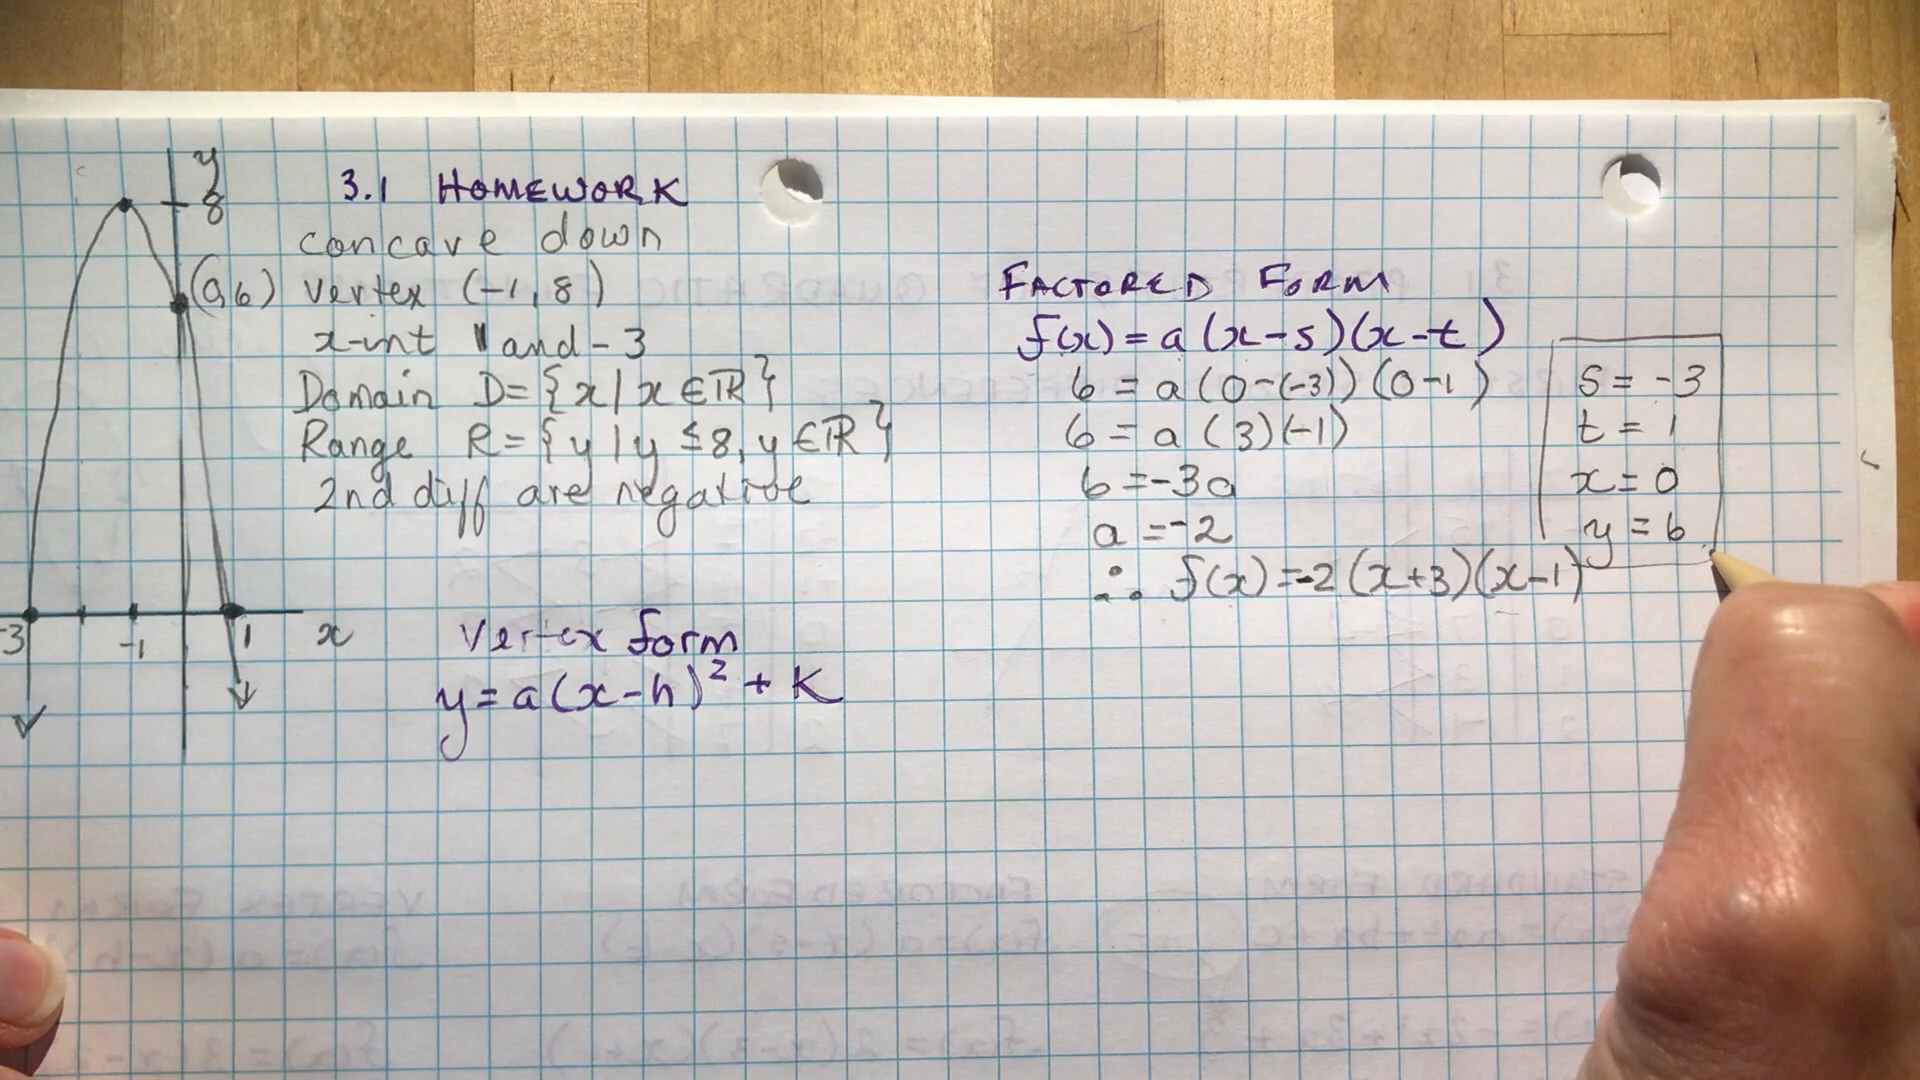 y
8
(0,6)
-3
-1
1
x
3.1 HOMEWORK
concave down
vertex (-1, 8)
x-int 1 and -3
Domain D = {x | x ∈ ℝ}
Range R = {y | y ≤ 8, y ∈ ℝ}
2nd diff are negative
Vertex form
y = a(x-h)² + K
FACTORED FORM
f(x) = a(x-s)(x-t)
6 = a(0-(-3))(0-1)
6 = a(3)(-1)
6 = -3a
a = -2
∴ f(x) = -2(x+3)(x-1)
s = -3
t = 1
x = 0
y = 6